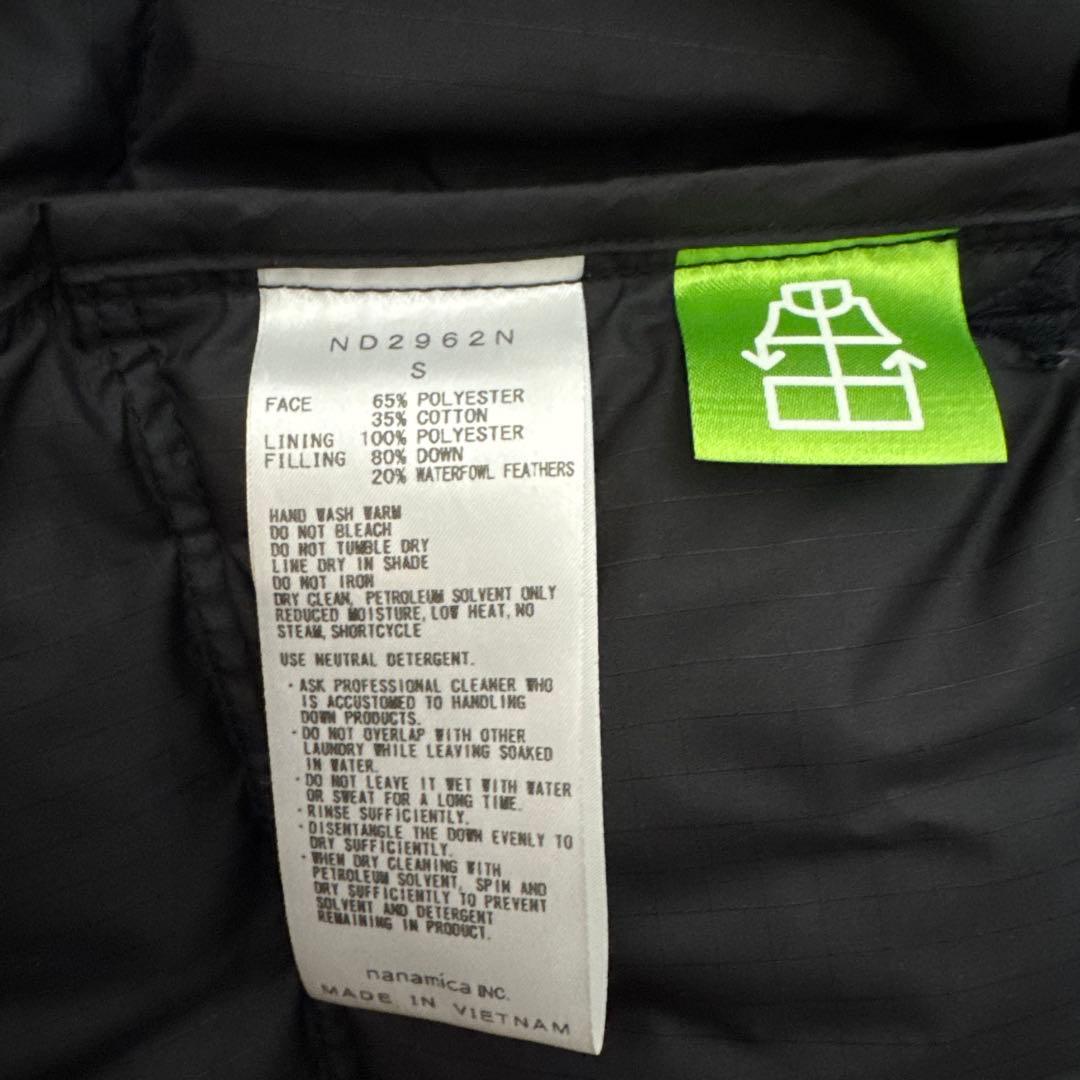 ND2962N
S
FACE 65% POLYESTER
35% COTTON
LINING 100% POLYESTER
FILLING 80% DOWN
20% WATERFOWL FEATHERS
HAND WASH WARM
DO NOT BLEACH
DO NOT TUMBLE DRY
LINE DRY IN SHADE
DO NOT IRON
DRY CLEAN, PETROLEUM SOLVENT ONLY
REDUCED MOISTURE, LOW HEAT, NO
STEAM, SHORTCYCLE
USE NEUTRAL DETERGENT.
・ASK PROFESSIONAL CLEANER WHO
IS ACCUSTOMED TO HANDLING
DOWN PRODUCTS.
・DO NOT OVERLAP WITH OTHER
LAUNDRY WHILE LEAVING SOAKED
IN WATER.
・DO NOT LEAVE IT WET WITH WATER
OR SWEAT FOR A LONG TIME.
・RINSE SUFFICIENTLY.
・DISENTANGLE THE DOWN EVENLY TO
DRY SUFFICIENTLY.
・WHEN DRY CLEANING WITH
PETROLEUM SOLVENT, SPIN AND
DRY SUFFICIENTLY TO PREVENT
SOLVENT AND DETERGENT
REMAINING IN PRODUCT.
nanamica INC.
MADE IN VIETNAM